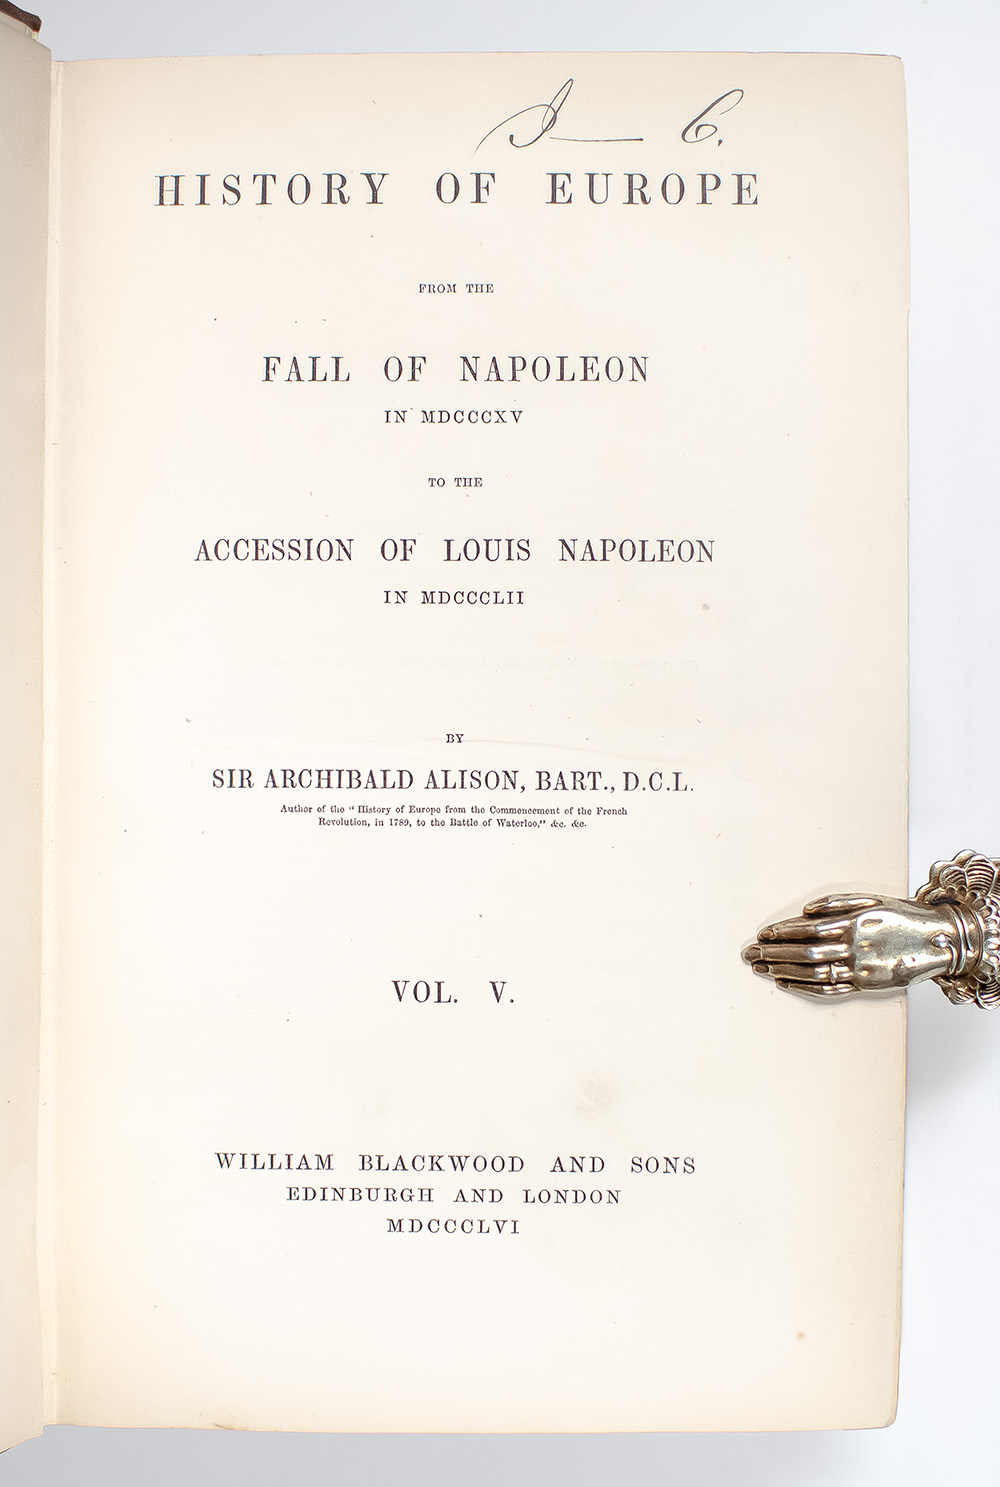 HISTORY OF EUROPE
FROM THE
FALL OF NAPOLEON
IN MDCCCXV
TO THE
ACCESSION OF LOUIS NAPOLEON
IN MDCCCLII
BY
SIR ARCHIBALD ALISON, BART., D.C.L.
Author of the "History of Europe from the Commencement of the French
Revolution, in 1789, to the Battle of Waterloo," &c. &c.
VOL. V.
WILLIAM BLACKWOOD AND SONS
EDINBURGH AND LONDON
MDCCCLVI